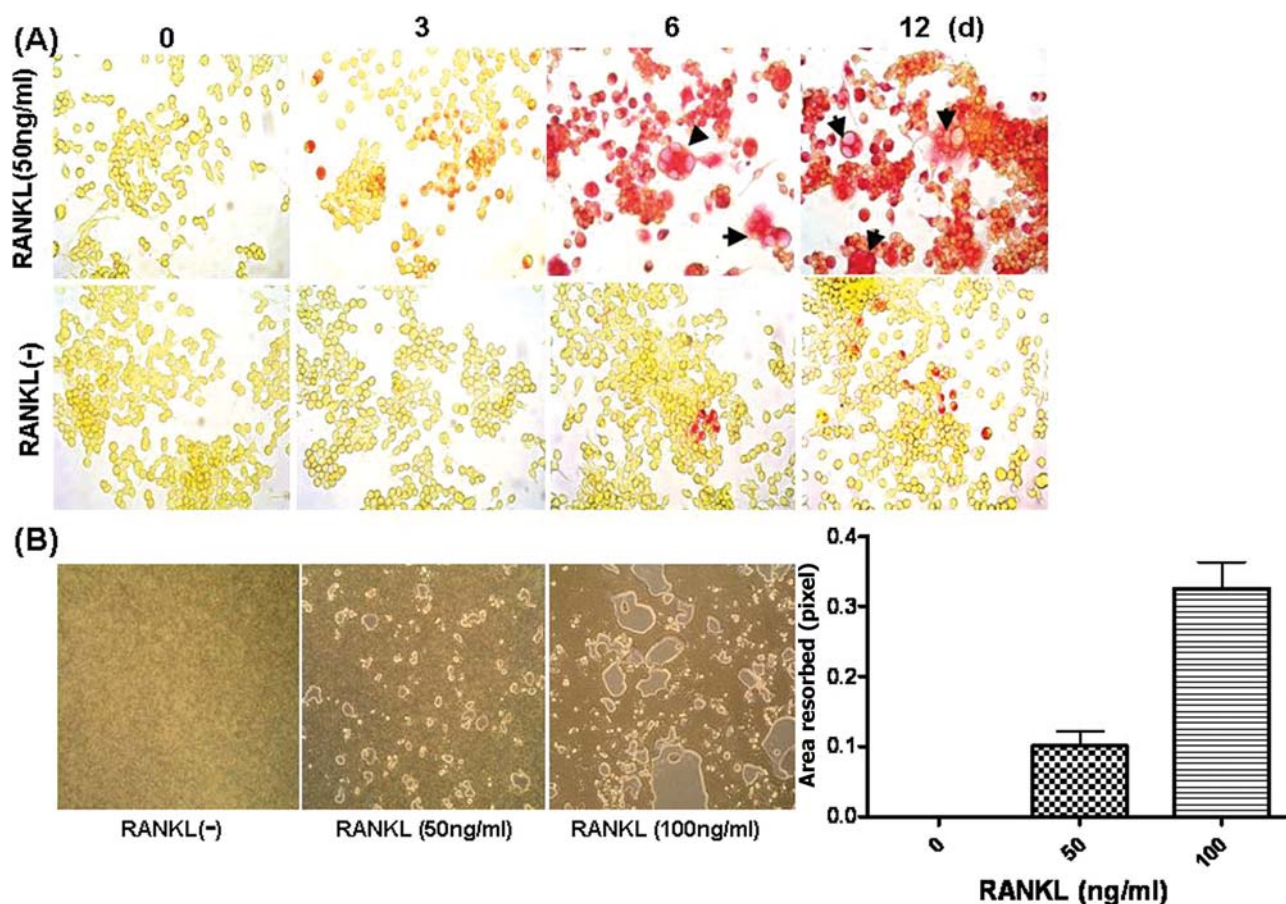 (A)
0 3 6 12 (d)
RANKL(50ng/ml)
RANKL(-)
(B)
RANKL(-)
RANKL (50ng/ml)
RANKL (100ng/ml)
Area resorbed (pixel)
0.4
0.3
0.2
0.1
0.0
0
50
100
RANKL (ng/ml)